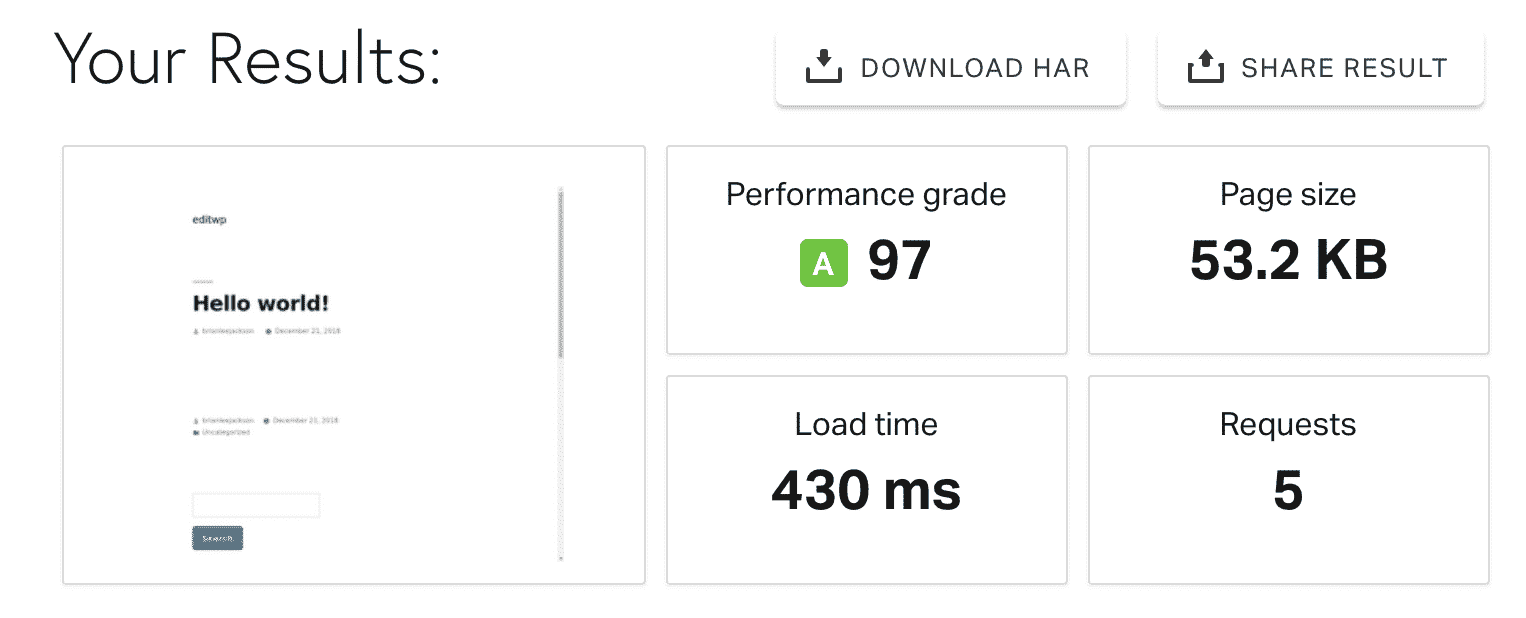 Your Results:
DOWNLOAD HAR
SHARE RESULT
editwp
Hello world!
brianleejackson December 21, 2018
brianleejackson December 21, 2018
Uncategorized
Search
Performance grade
A 97
Page size
53.2 KB
Load time
430 ms
Requests
5